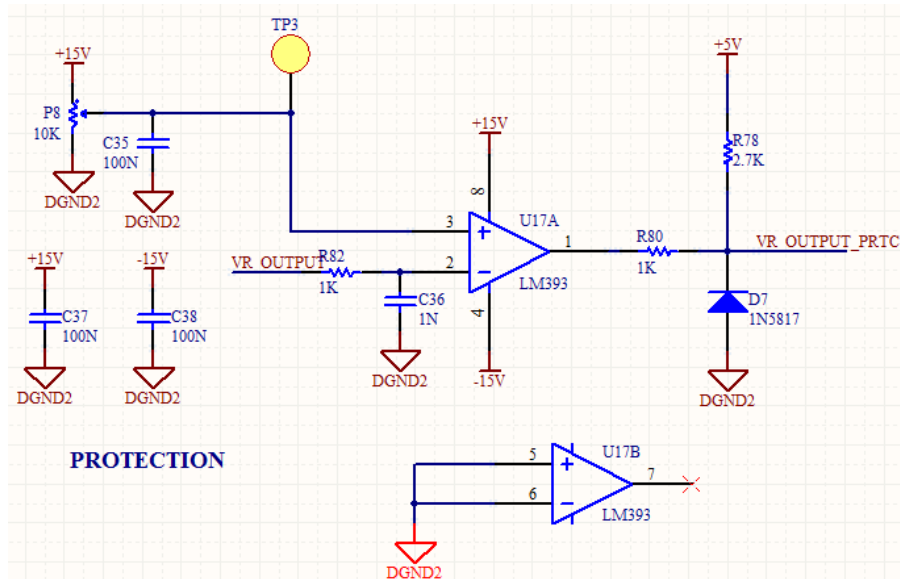 TP3
+15V
P8
10K
C35
100N
DGND2
DGND2
+15V
8
3
U17A
1
2
LM393
4
-15V
VR_OUTPUT
R82
1K
C36
1N
DGND2
+5V
R78
2.7K
R80
1K
VR_OUTPUT_PRTC
D7
1N5817
DGND2
+15V
C37
100N
DGND2
-15V
C38
100N
DGND2
PROTECTION
5
6
U17B
7
LM393
DGND2